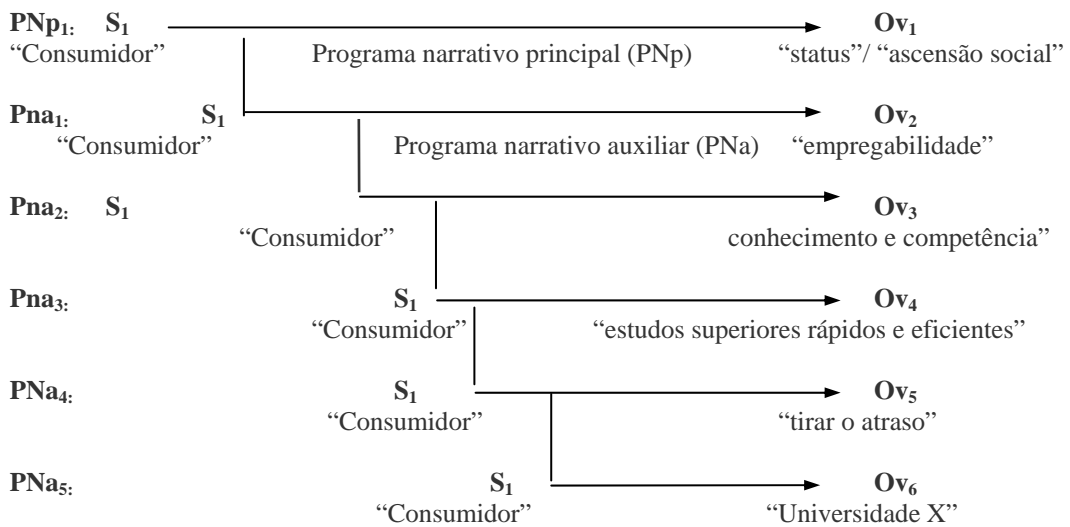 PNp1: S1 Ov1
“Consumidor” Programa narrativo principal (PNp) “status”/ “ascensão social”
Pna1: S1 Ov2
“Consumidor” Programa narrativo auxiliar (PNa) “empregabilidade”
Pna2: S1 Ov3
“Consumidor” conhecimento e competência”
Pna3: S1 Ov4
“Consumidor” “estudos superiores rápidos e eficientes”
PNa4: S1 Ov5
“Consumidor” “tirar o atraso”
PNa5: S1 Ov6
“Consumidor” “Universidade X”